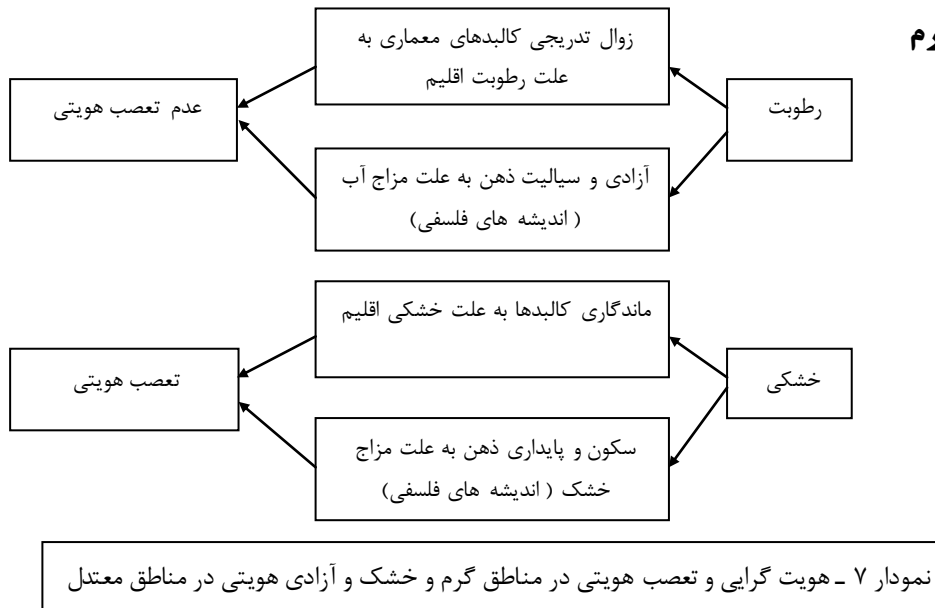 زوال تدریجی کالبدهای معماری به
علت رطوبت اقلیم
رطوبت
عدم تعصب هویتی
آزادی و سیالیت ذهن به علت مزاج آب
(اندیشه های فلسفی)
ماندگاری کالبدها به علت خشکی اقلیم
خشکی
تعصب هویتی
سکون و پایداری ذهن به علت مزاج
خشک (اندیشه های فلسفی)
نمودار ۷ ـ هویت گرایی و تعصب هویتی در مناطق گرم و خشک و آزادی هویتی در مناطق معتدل